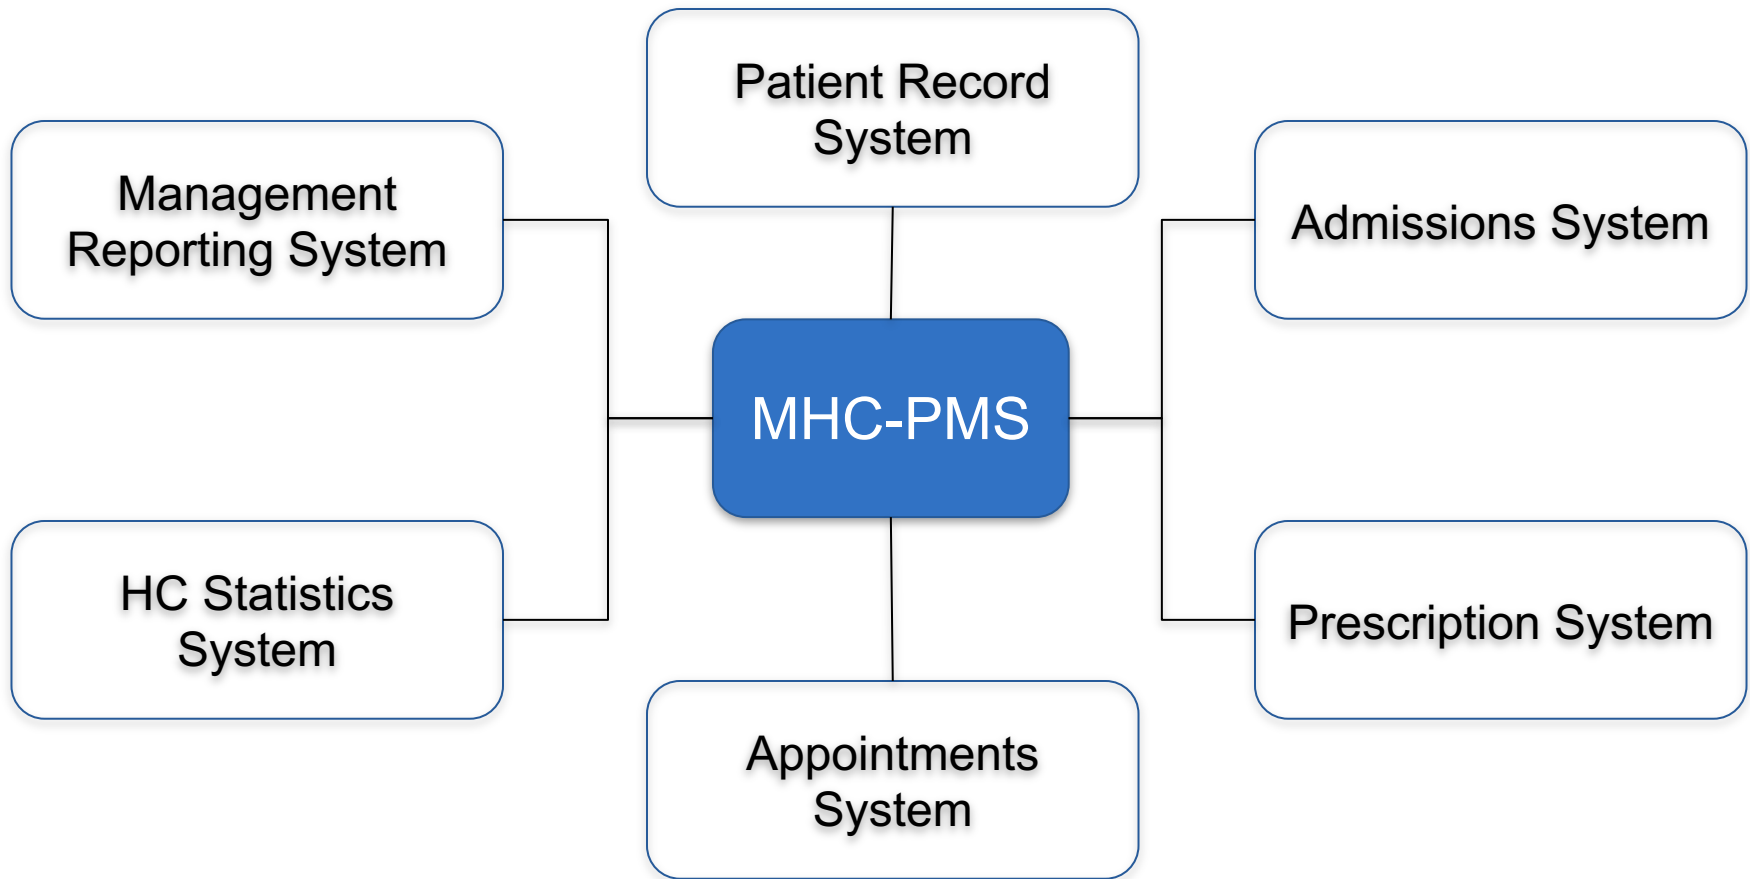 Patient Record
System
Management
Reporting System
Admissions System
MHC-PMS
HC Statistics
System
Prescription System
Appointments
System